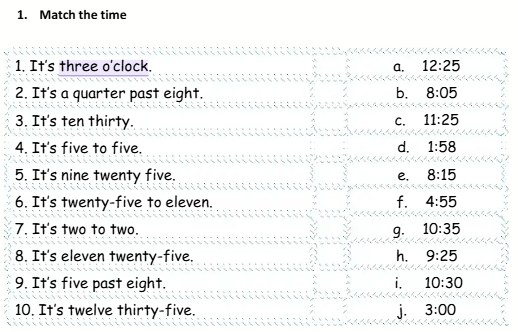 1. Match the time
1. It's three o'clock. a. 12:25
2. It's a quarter past eight. b. 8:05
3. It's ten thirty. c. 11:25
4. It's five to five. d. 1:58
5. It's nine twenty five. e. 8:15
6. It's twenty-five to eleven. f. 4:55
7. It's two to two. g. 10:35
8. It's eleven twenty-five. h. 9:25
9. It's five past eight. i. 10:30
10. It's twelve thirty-five. j. 3:00